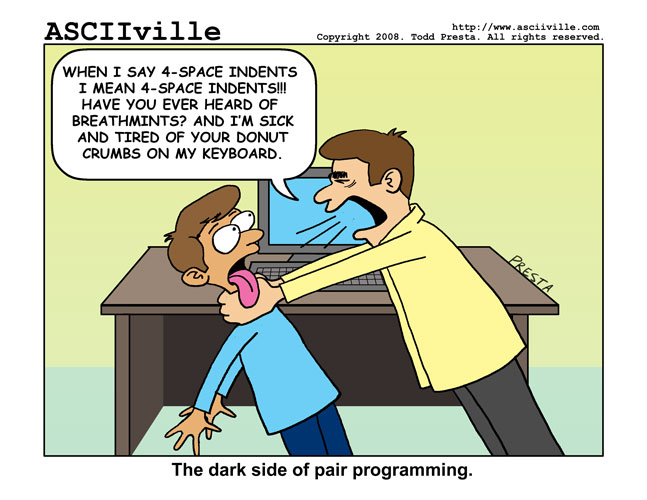 ASCIIville
http://www.asciiville.com
Copyright 2008. Todd Presta. All rights reserved.
WHEN I SAY 4-SPACE INDENTS
I MEAN 4-SPACE INDENTS!!!
HAVE YOU EVER HEARD OF
BREATHMINTS? AND I'M SICK
AND TIRED OF YOUR DONUT
CRUMBS ON MY KEYBOARD.
PRESTA
The dark side of pair programming.